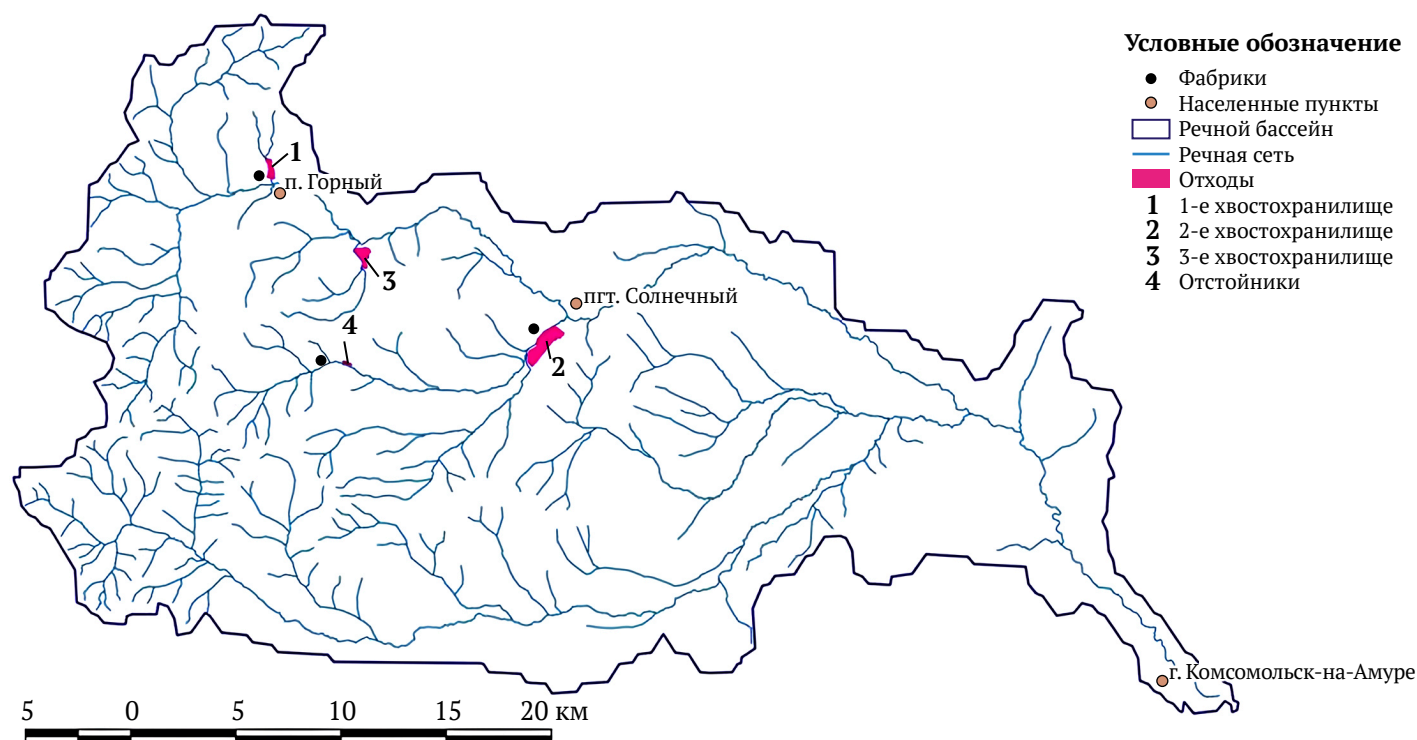 Условные обозначение
Фабрики
Населенные пункты
Речной бассейн
Речная сеть
Отходы
1 1-е хвостохранилище
2 2-е хвостохранилище
3 3-е хвостохранилище
4 Отстойники
1
п. Горный
3
пгт. Солнечный
4
2
г. Комсомольск-на-Амуре
5 0 5 10 15 20 км